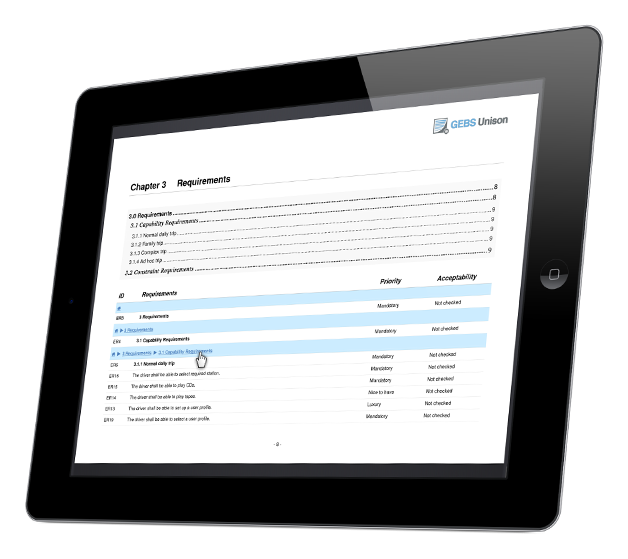 GEBS Unison
Chapter 3 Requirements
3.0 Requirements 8
3.1 Capability Requirements 8
3.1.1 Normal daily trip 9
3.1.2 Family trip 9
3.1.3 Complex trip 9
3.1.4 Ad hoc trip 9
3.2 Constraint Requirements 9
ID Requirements Priority Acceptability
3 Requirements Mandatory Not checked
3 Requirements
3.1 Capability Requirements Mandatory Not checked
3 Requirements 3.1 Capability Requirements
3.1.1 Normal daily trip Mandatory Not checked
ER16 The driver shall be able to select required station. Mandatory Not checked
ER15 The driver shall be able to play CDs. Mandatory Not checked
ER14 The driver shall be able to play tapes. Nice to have Not checked
ER13 The driver shall be able to set up a user profile. Luxury Not checked
ER19 The driver shall be able to select a user profile. Mandatory Not checked